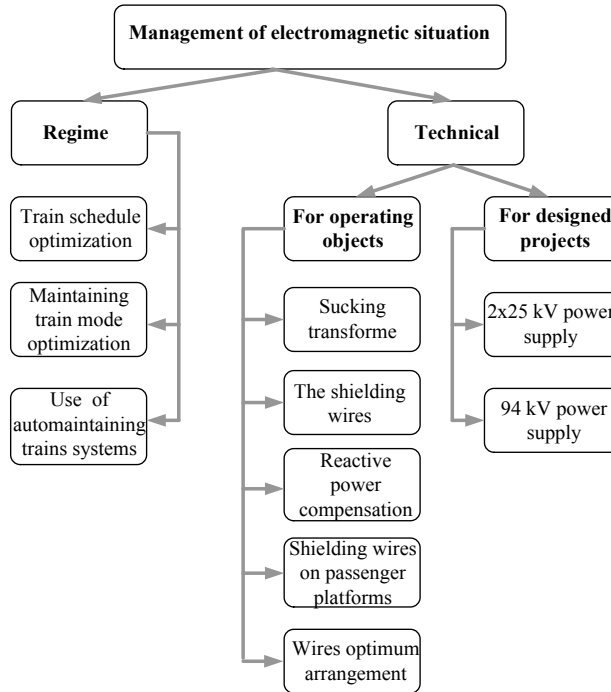 Management of electromagnetic situation
Regime
Technical
Train schedule
optimization
Maintaining
train mode
optimization
Use of
automaintaining
trains systems
For operating
objects
Sucking
transforme
The shielding
wires
Reactive
power
compensation
Shielding wires
on passenger
platforms
Wires optimum
arrangement
For designed
projects
2x25 kV power
supply
94 kV power
supply